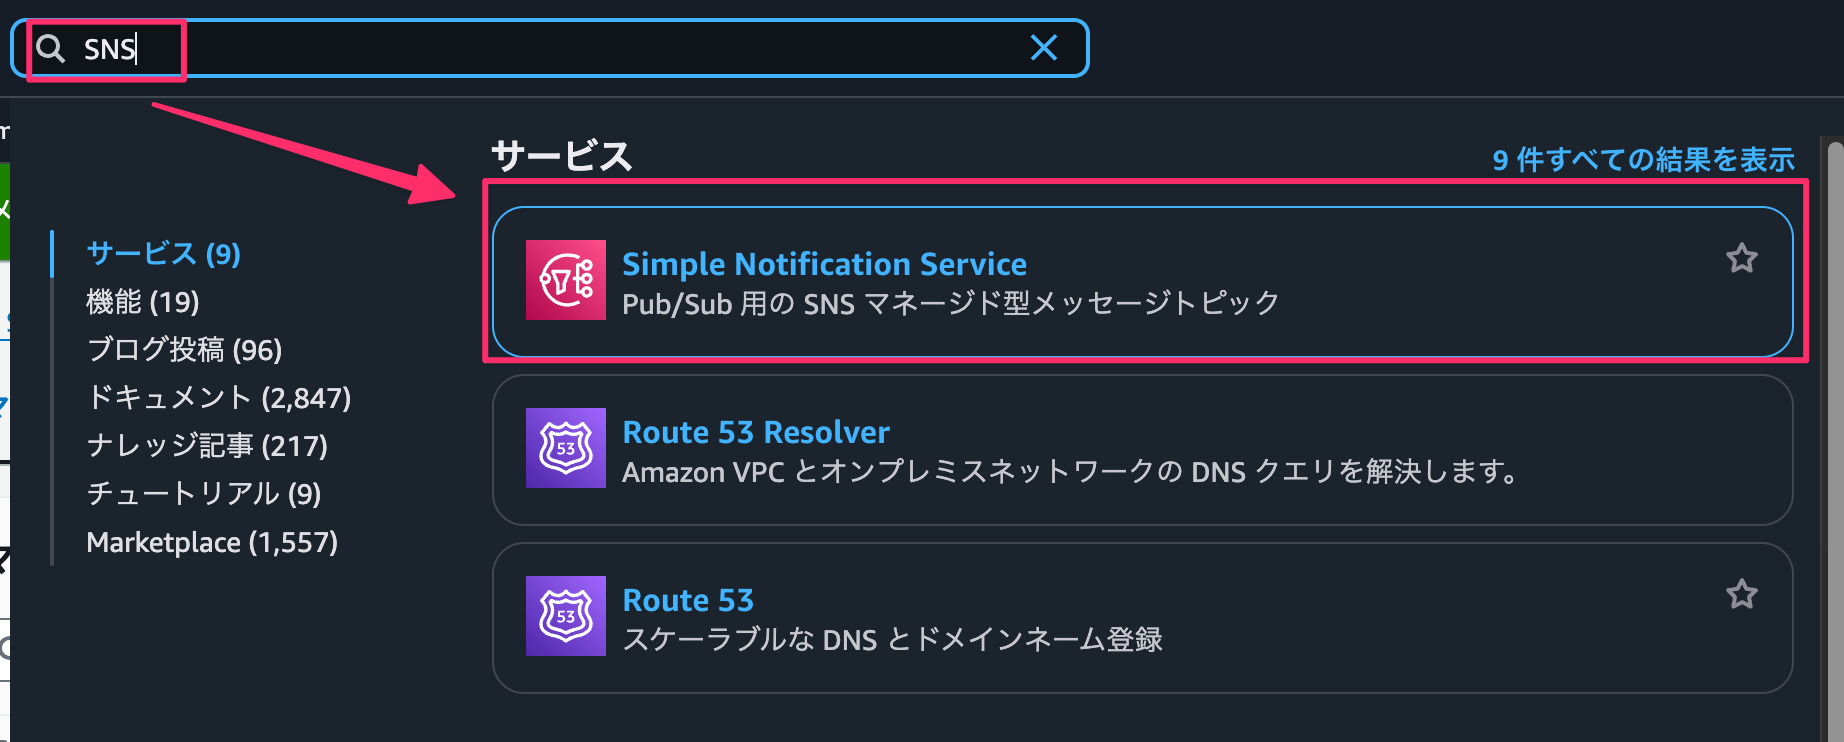 SNS
サービス
9 件すべての結果を表示
サービス (9)
機能 (19)
ブログ投稿 (96)
ドキュメント (2,847)
ナレッジ記事 (217)
チュートリアル (9)
Marketplace (1,557)
Simple Notification Service
Pub/Sub 用の SNS マネージド型メッセージトピック
53
Route 53 Resolver
Amazon VPC とオンプレミスネットワークの DNS クエリを解決します。
53
Route 53
スケーラブルな DNS とドメインネーム登録